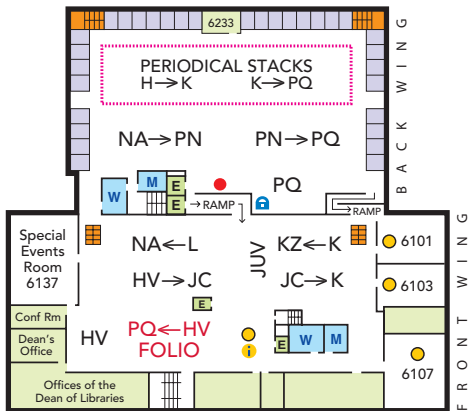 6233
PERIODICAL STACKS
H→K K→PQ
NA→PN PN→PQ
BACK WING
M
W
E
E
PQ
→RAMP
RAMP
Special
Events
Room
6137
NA←L
KZ←K
6101
JUV
HV→JC
JC→K
6103
E
Conf Rm
Dean's
Office
HV
PQ←HV
FOLIO
i
E
W
M
6107
Offices of the
Dean of Libraries
FRONT WING